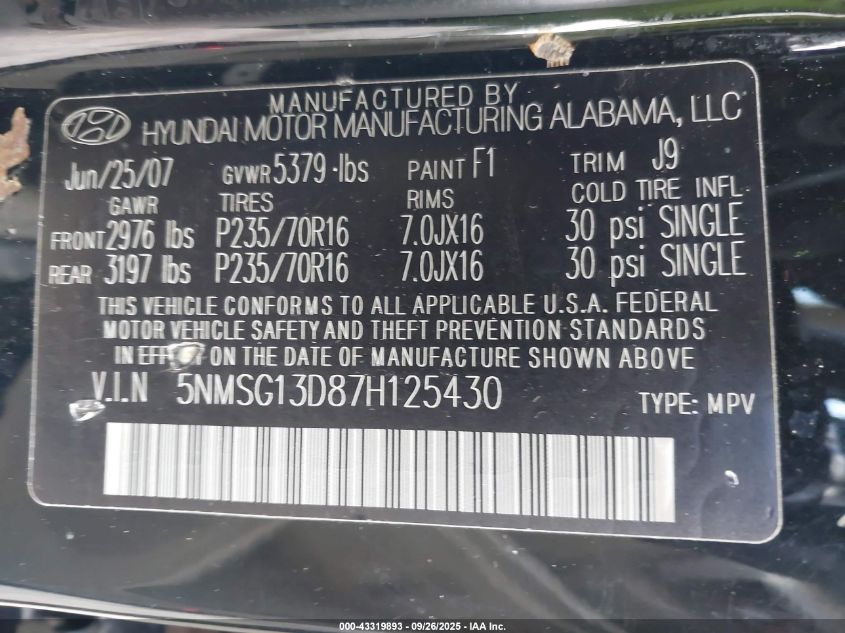 MANUFACTURED BY
HYUNDAI MOTOR MANUFACTURING ALABAMA, LLC
Jun/25/07 GVWR 5379 lbs PAINT F1 TRIM J9
GAWR TIRES RIMS COLD TIRE INFL
FRONT 2976 lbs P235/70R16 7.0JX16 30 psi SINGLE
REAR 3197 lbs P235/70R16 7.0JX16 30 psi SINGLE
THIS VEHICLE CONFORMS TO ALL APPLICABLE U.S.A. FEDERAL
MOTOR VEHICLE SAFETY AND THEFT PREVENTION STANDARDS
IN EFFECT ON THE DATE OF MANUFACTURE SHOWN ABOVE
V.I.N 5NMSG13D87H125430 TYPE: MPV
000-43319893 - 09/26/2025 - IAA Inc.